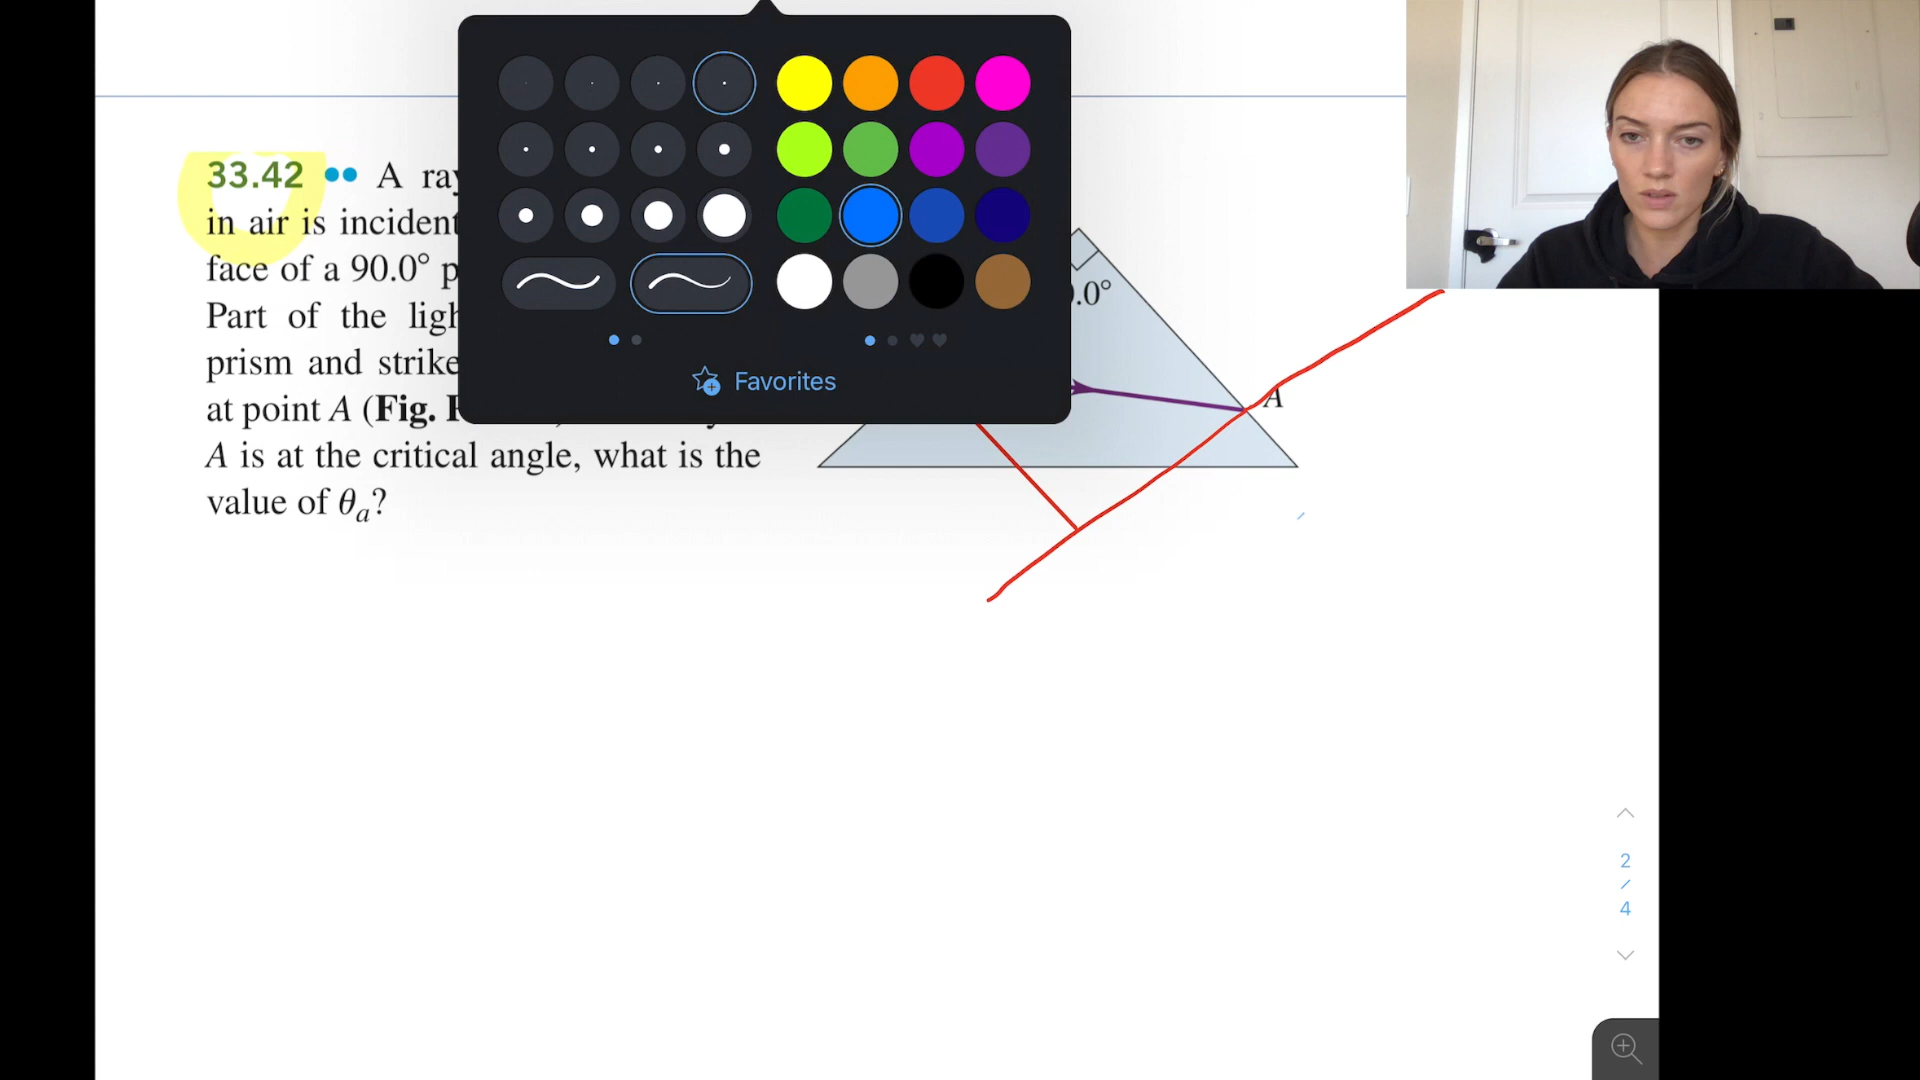 33.42 •• A ray
in air is incident
face of a 90.0° p
Part of the ligh
prism and strike
at point A (Fig.
A is at the critical angle, what is the
value of θa?
.0°
A
Favorites
2
/
4